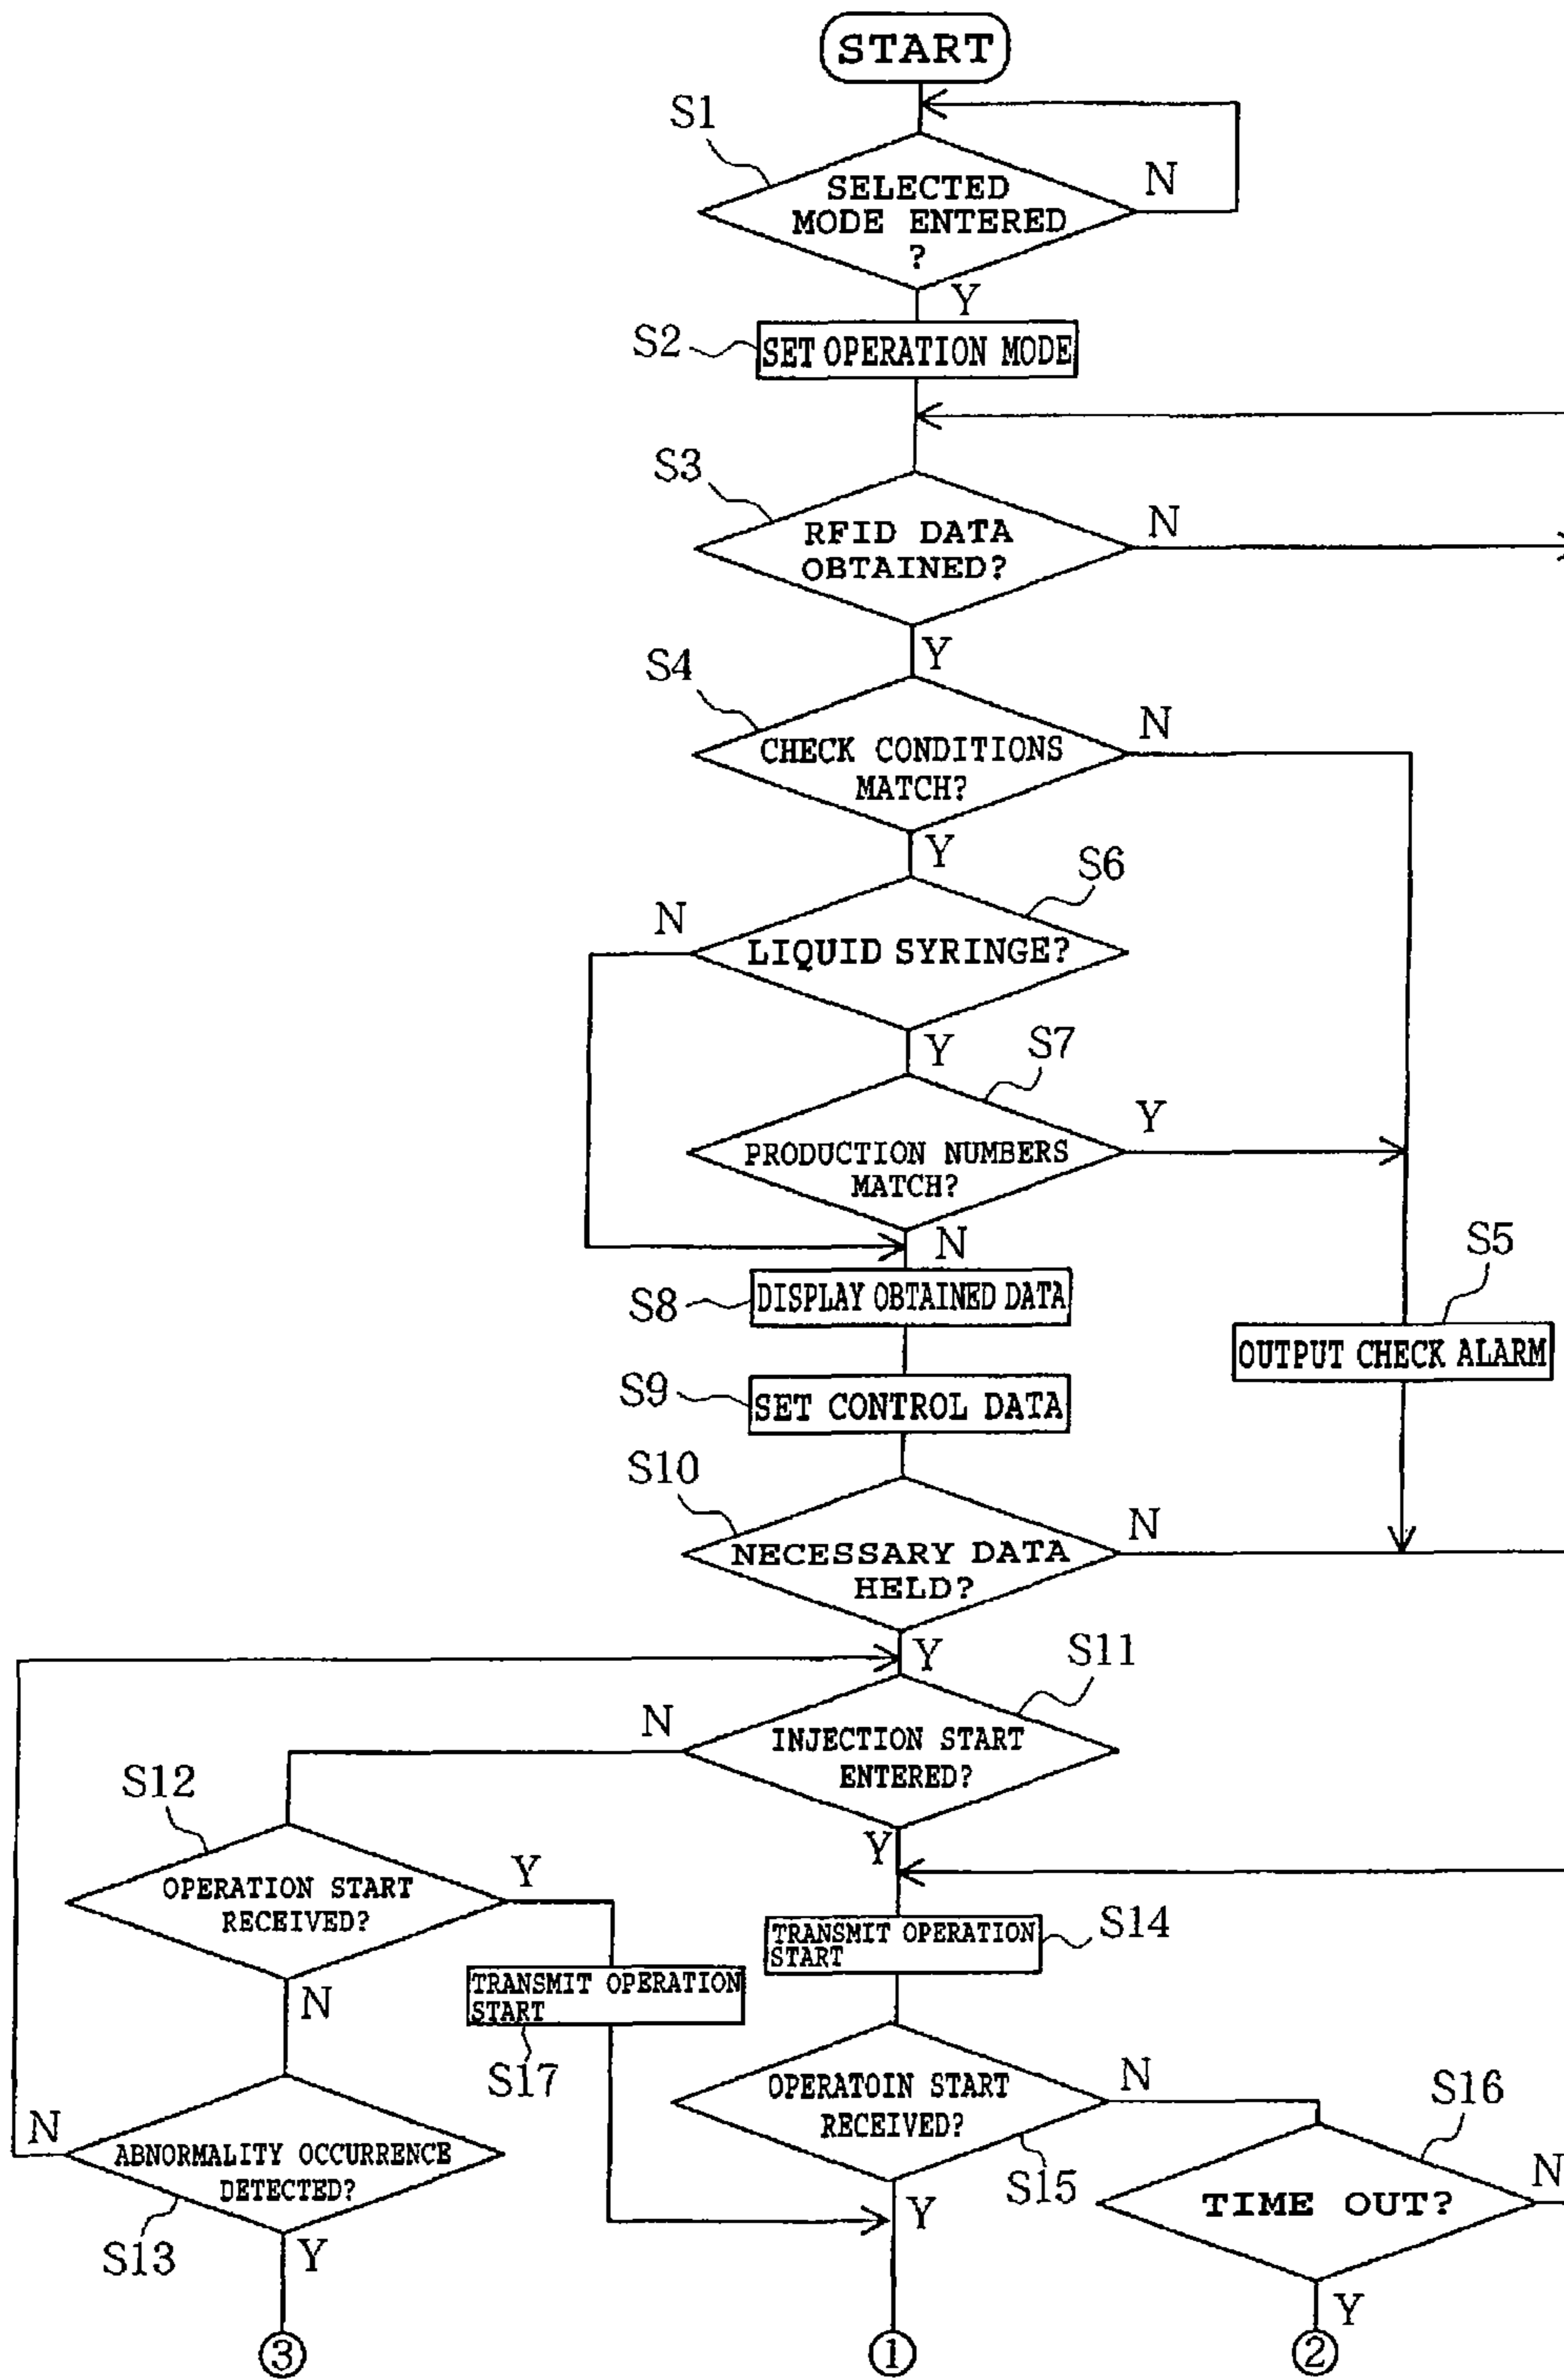 START
S1
SELECTED
MODE ENTERED
?
N
Y
S2
SET OPERATION MODE
S3
RFID DATA
OBTAINED?
N
Y
S4
CHECK CONDITIONS
MATCH?
N
Y
S6
N
LIQUID SYRINGE?
Y
S7
PRODUCTION NUMBERS
MATCH?
Y
N
S5
S8
DISPLAY OBTAINED DATA
OUTPUT CHECK ALARM
S9
SET CONTROL DATA
S10
NECESSARY DATA
HELD?
N
Y
S11
N
INJECTION START
ENTERED?
S12
Y
OPERATION START
RECEIVED?
Y
TRANSMIT OPERATION
START
S14
N
TRANSMIT OPERATION
START
S17
OPERATOIN START
RECEIVED?
N
S16
S15
Y
N
ABNORMALITY OCCURRENCE
DETECTED?
S13
Y
TIME OUT?
N
Y
③
①
②